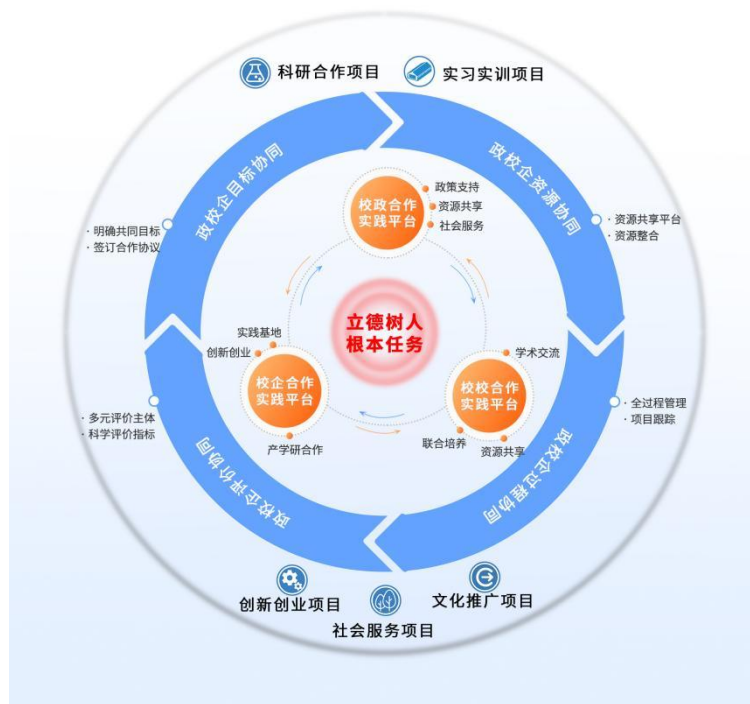 科研合作项目
实习实训项目
政校企目标协同
政校企资源协同
· 明确共同目标
· 签订合作协议
· 资源共享平台
· 资源整合
校政合作
实践平台
政策支持
资源共享
社会服务
立德树人
根本任务
实践基地
创新创业
校企合作
实践平台
产学研合作
学术交流
校校合作
实践平台
联合培养
资源共享
· 多元评价主体
· 科学评价指标
· 全过程管理
· 项目跟踪
政校企评价协同
政校企过程协同
创新创业项目
社会服务项目
文化推广项目